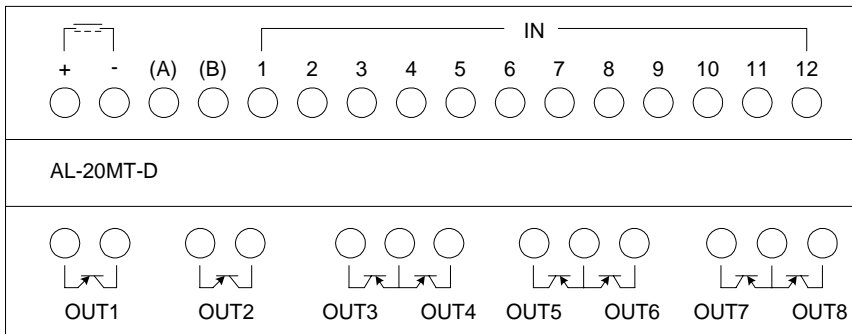 IN
+ - (A) (B) 1 2 3 4 5 6 7 8 9 10 11 12
AL-20MT-D
OUT1 OUT2 OUT3 OUT4 OUT5 OUT6 OUT7 OUT8